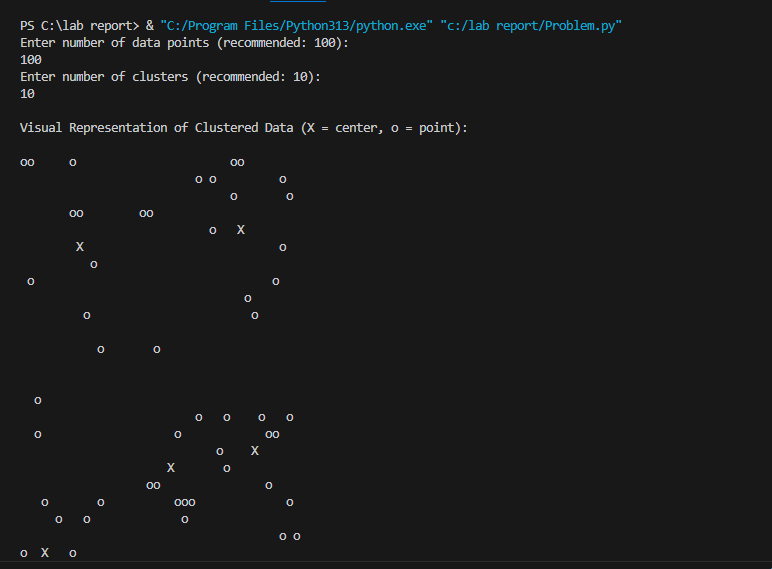 PS C:\lab report> & "C:/Program Files/Python313/python.exe" "c:/lab report/Problem.py"
Enter number of data points (recommended: 100):
100
Enter number of clusters (recommended: 10):
10
Visual Representation of Clustered Data (X = center, o = point):
oo     o                      oo
                         o o         o
                              o       o
       oo        oo
                           o   X
        X                            o
          o
 o                                  o
                                o
         o                       o
           o       o
  o
                         o   o    o   o
  o                   o            oo
                            o    X
                     X       o
                  oo               o
   o       o          ooo             o
     o   o             o
                                     o o
o  X   o